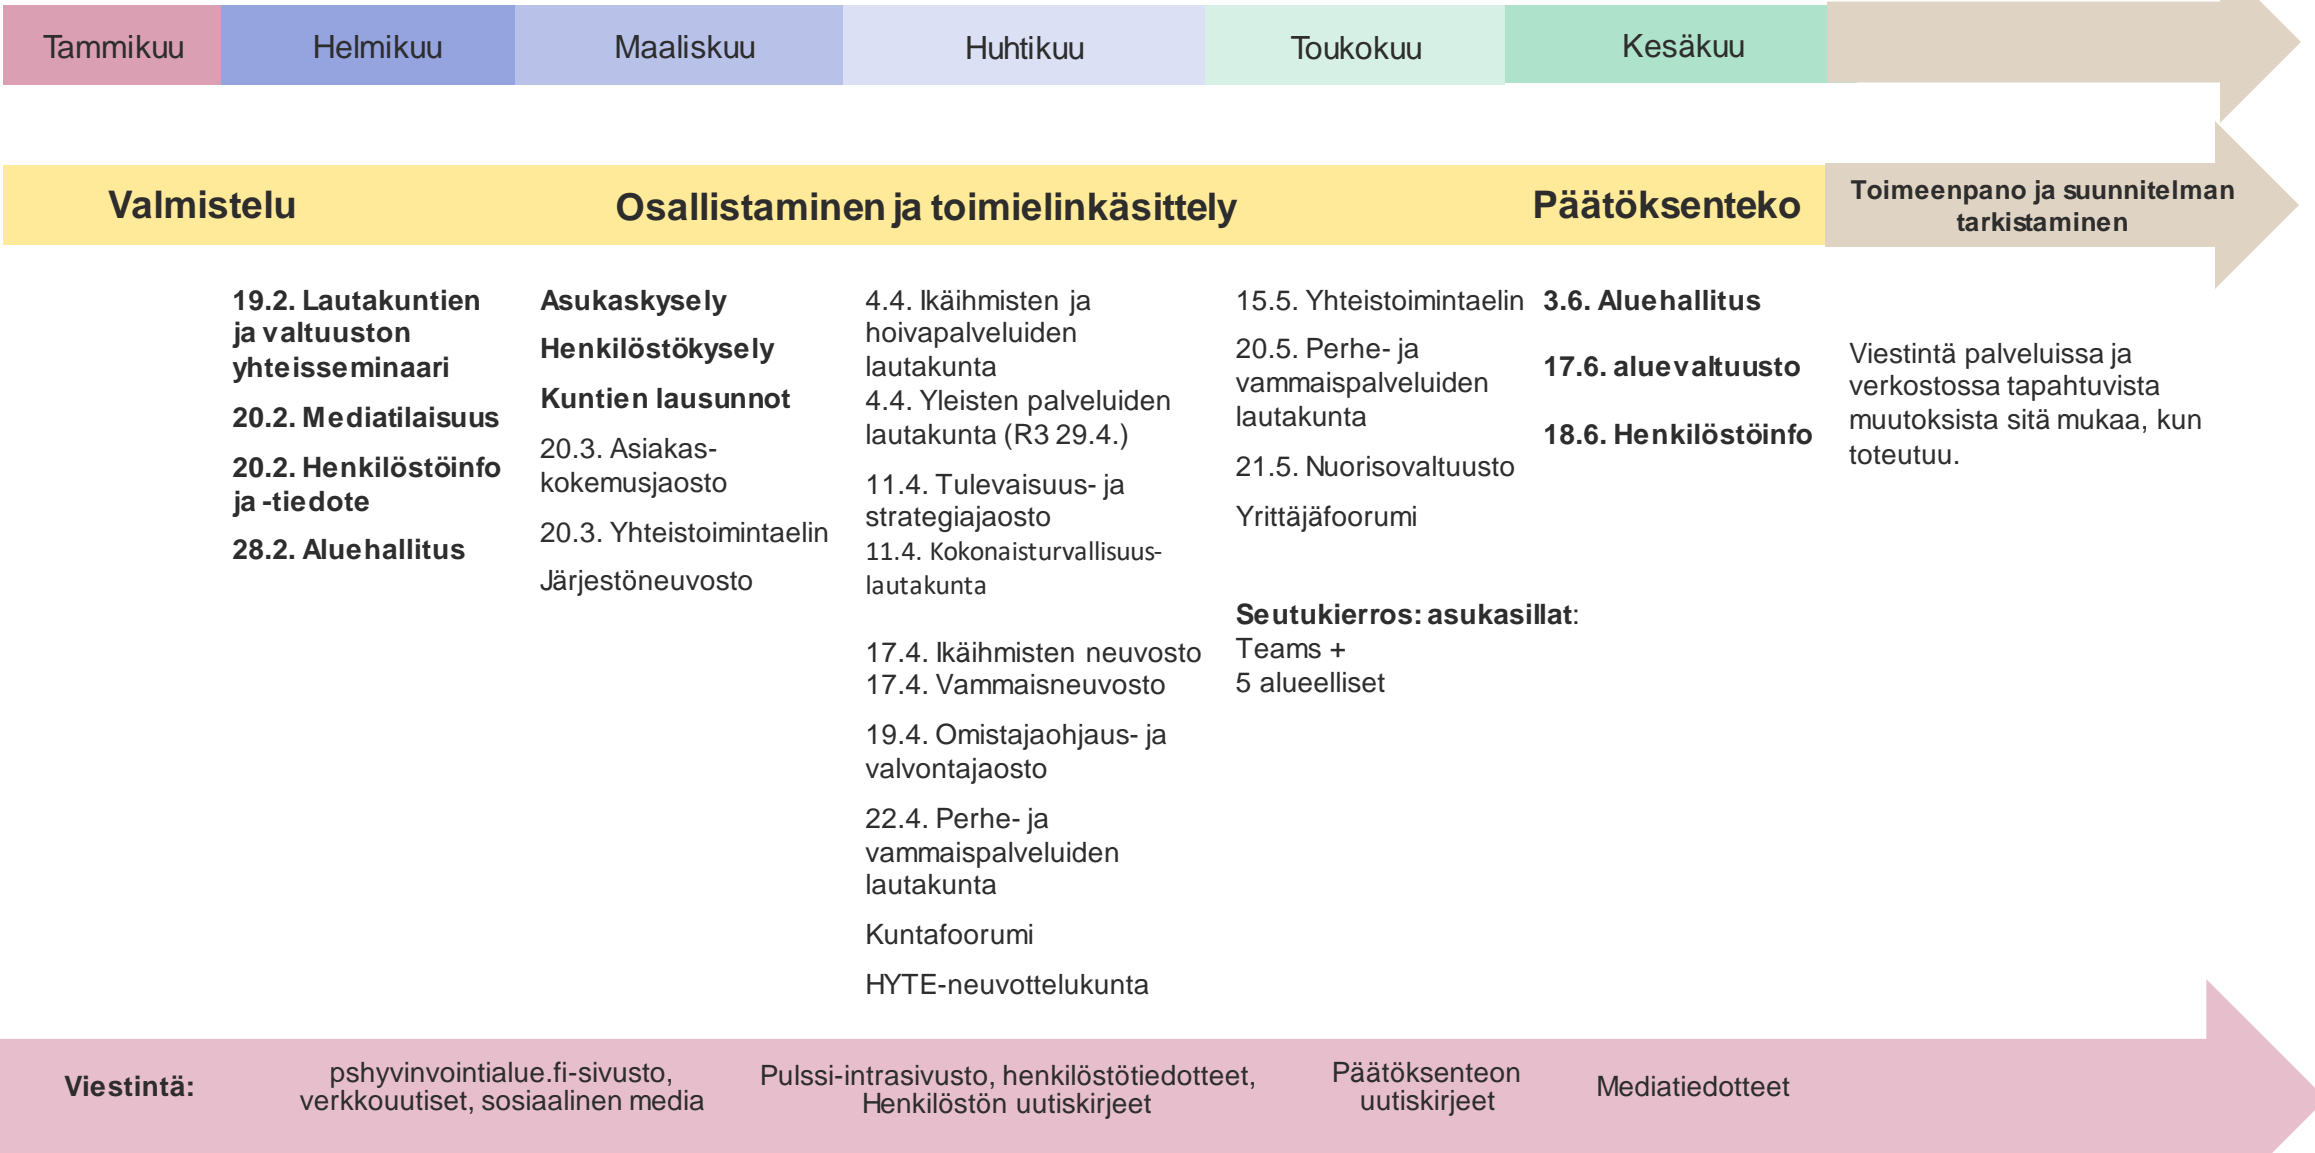 Tammikuu
Helmikuu
Maaliskuu
Huhtikuu
Toukokuu
Kesäkuu
Valmistelu
Osallistaminen ja toimielinkäsittely
Päätöksenteko
Toimeenpano ja suunnitelman
tarkistaminen
19.2. Lautakuntien
ja valtuuston
yhteisseminaari
20.2. Mediatilaisuus
20.2. Henkilöstöinfo
ja -tiedote
28.2. Aluehallitus
Asukaskysely
Henkilöstökysely
Kuntien lausunnot
20.3. Asiakas-
kokemusjaosto
20.3. Yhteistoimintaelin
Järjestöneuvosto
4.4. Ikäihmisten ja
hoivapalveluiden
lautakunta
4.4. Yleisten palveluiden
lautakunta (R3 29.4.)
11.4. Tulevaisuus- ja
strategiajaosto
11.4. Kokonaisturvallisuus-
lautakunta
17.4. Ikäihmisten neuvosto
17.4. Vammaisneuvosto
19.4. Omistajaohjaus- ja
valvontajaosto
22.4. Perhe- ja
vammaispalveluiden
lautakunta
Kuntafoorumi
HYTE-neuvottelukunta
15.5. Yhteistoimintaelin
20.5. Perhe- ja
vammaispalveluiden
lautakunta
21.5. Nuorisovaltuusto
Yrittäjäfoorumi
Seutukierros: asukasillat:
Teams +
5 alueelliset
3.6. Aluehallitus
17.6. aluevaltuusto
18.6. Henkilöstöinfo
Viestintä palveluissa ja
verkostossa tapahtuvista
muutoksista sitä mukaa, kun
toteutuu.
Viestintä:
pshyvinvointialue.fi-sivusto,
verkkouutiset, sosiaalinen media
Pulssi-intrasivusto, henkilöstötiedotteet,
Henkilöstön uutiskirjeet
Päätöksenteon
uutiskirjeet
Mediatiedotteet